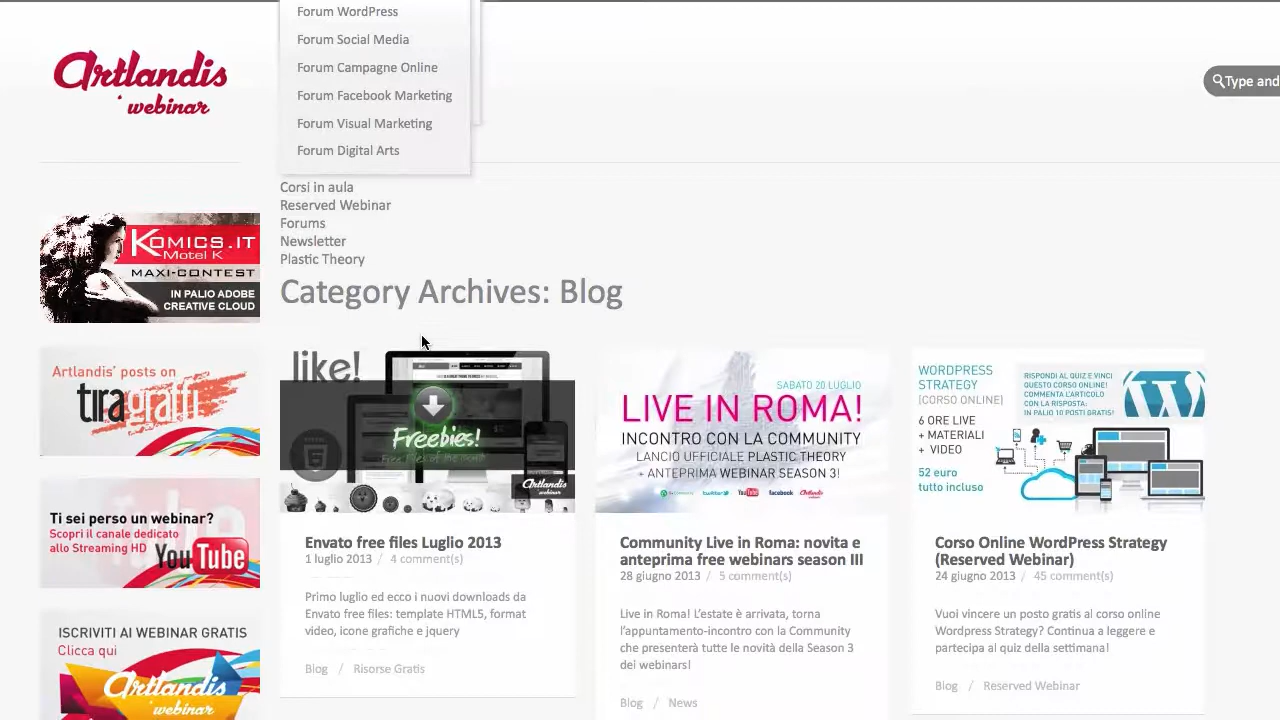 Forum WordPress
Forum Social Media
Forum Campagne Online
Forum Facebook Marketing
Forum Visual Marketing
Forum Digital Arts
Artlandis
webinar
Type and
Corsi in aula
Reserved Webinar
Forums
Newsletter
Plastic Theory
Category Archives: Blog
KOMICS.IT
Motel K
MAXI-CONTEST
IN PALIO ADOBE
CREATIVE CLOUD
Artlandis' posts on
tiragraffi
Ti sei perso un webinar?
Scopri il canale dedicato
allo Streaming HD
YouTube
ISCRIVITI AI WEBINAR GRATIS
Clicca qui
Artlandis
webinar
like!
Freebies!
Free files of the month
Artlandis
webinar
Envato free files Luglio 2013
1 luglio 2013 / 4 comment(s)
Primo luglio ed ecco i nuovi downloads da
Envato free files: template HTML5, format
video, icone grafiche e jquery
Blog / Risorse Gratis
SABATO 20 LUGLIO
LIVE IN ROMA!
INCONTRO CON LA COMMUNITY
LANCIO UFFICIALE PLASTIC THEORY
+ ANTEPRIMA WEBINAR SEASON 3!
twitter
YouTube
facebook
Artlandis
Community Live in Roma: novita e
anteprima free webinars season III
28 giugno 2013 / 5 comment(s)
Live in Roma! L’estate è arrivata, torna
l’appuntamento-incontro con la Community
che presenterà tutte le novità della Season 3
dei webinars!
Blog / News
WORDPRESS
STRATEGY
[CORSO ONLINE]
6 ORE LIVE
+ MATERIALI
+ VIDEO
52 euro
tutto incluso
RISPONDI AL QUIZ E VINCI
QUESTO CORSO ONLINE!
COMMENTA L'ARTICOLO
CON LA RISPOSTA:
IN PALIO 10 POSTI GRATIS!
Corso Online WordPress Strategy
(Reserved Webinar)
24 giugno 2013 / 45 comment(s)
Vuoi vincere un posto gratis al corso online
Wordpress Strategy? Continua a leggere e
partecipa al quiz della settimana!
Blog / Reserved Webinar